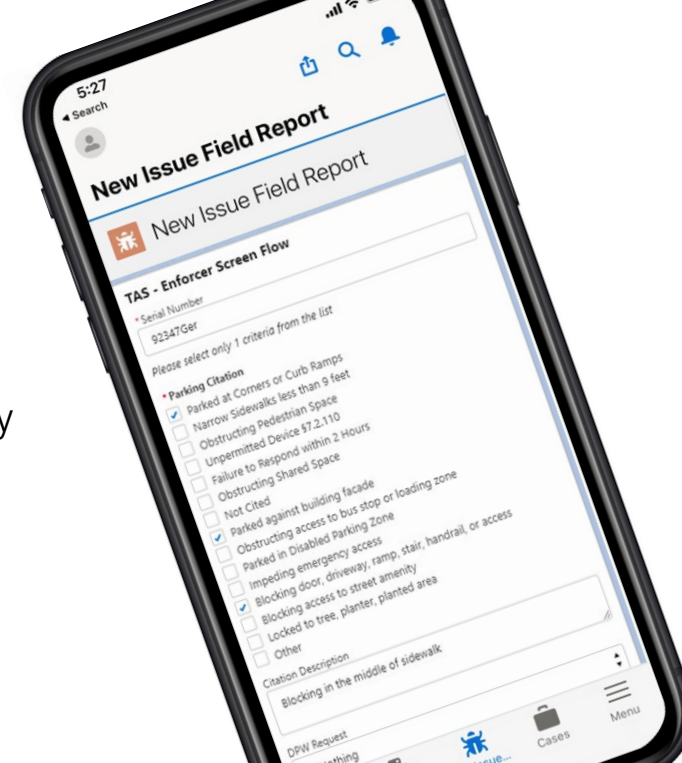 5:27
◀ Search
New Issue Field Report
New Issue Field Report
TAS - Enforcer Screen Flow
* Serial Number
92347Ger
Please select only 1 criteria from the list
* Parking Citation
Parked at Corners or Curb Ramps
Narrow Sidewalks less than 9 feet
Obstructing Pedestrian Space
Unpermitted Device §7.2.110
Failure to Respond within 2 Hours
Obstructing Shared Space
Not Cited
Parked against building facade
Obstructing access to bus stop or loading zone
Parked in Disabled Parking Zone
Impeding emergency access
Blocking door, driveway, ramp, stair, handrail, or access
Blocking access to street amenity
Locked to tree, planter, planted area
Other
Citation Description
Blocking in the middle of sidewalk
DPW Request
Cases
Menu
y